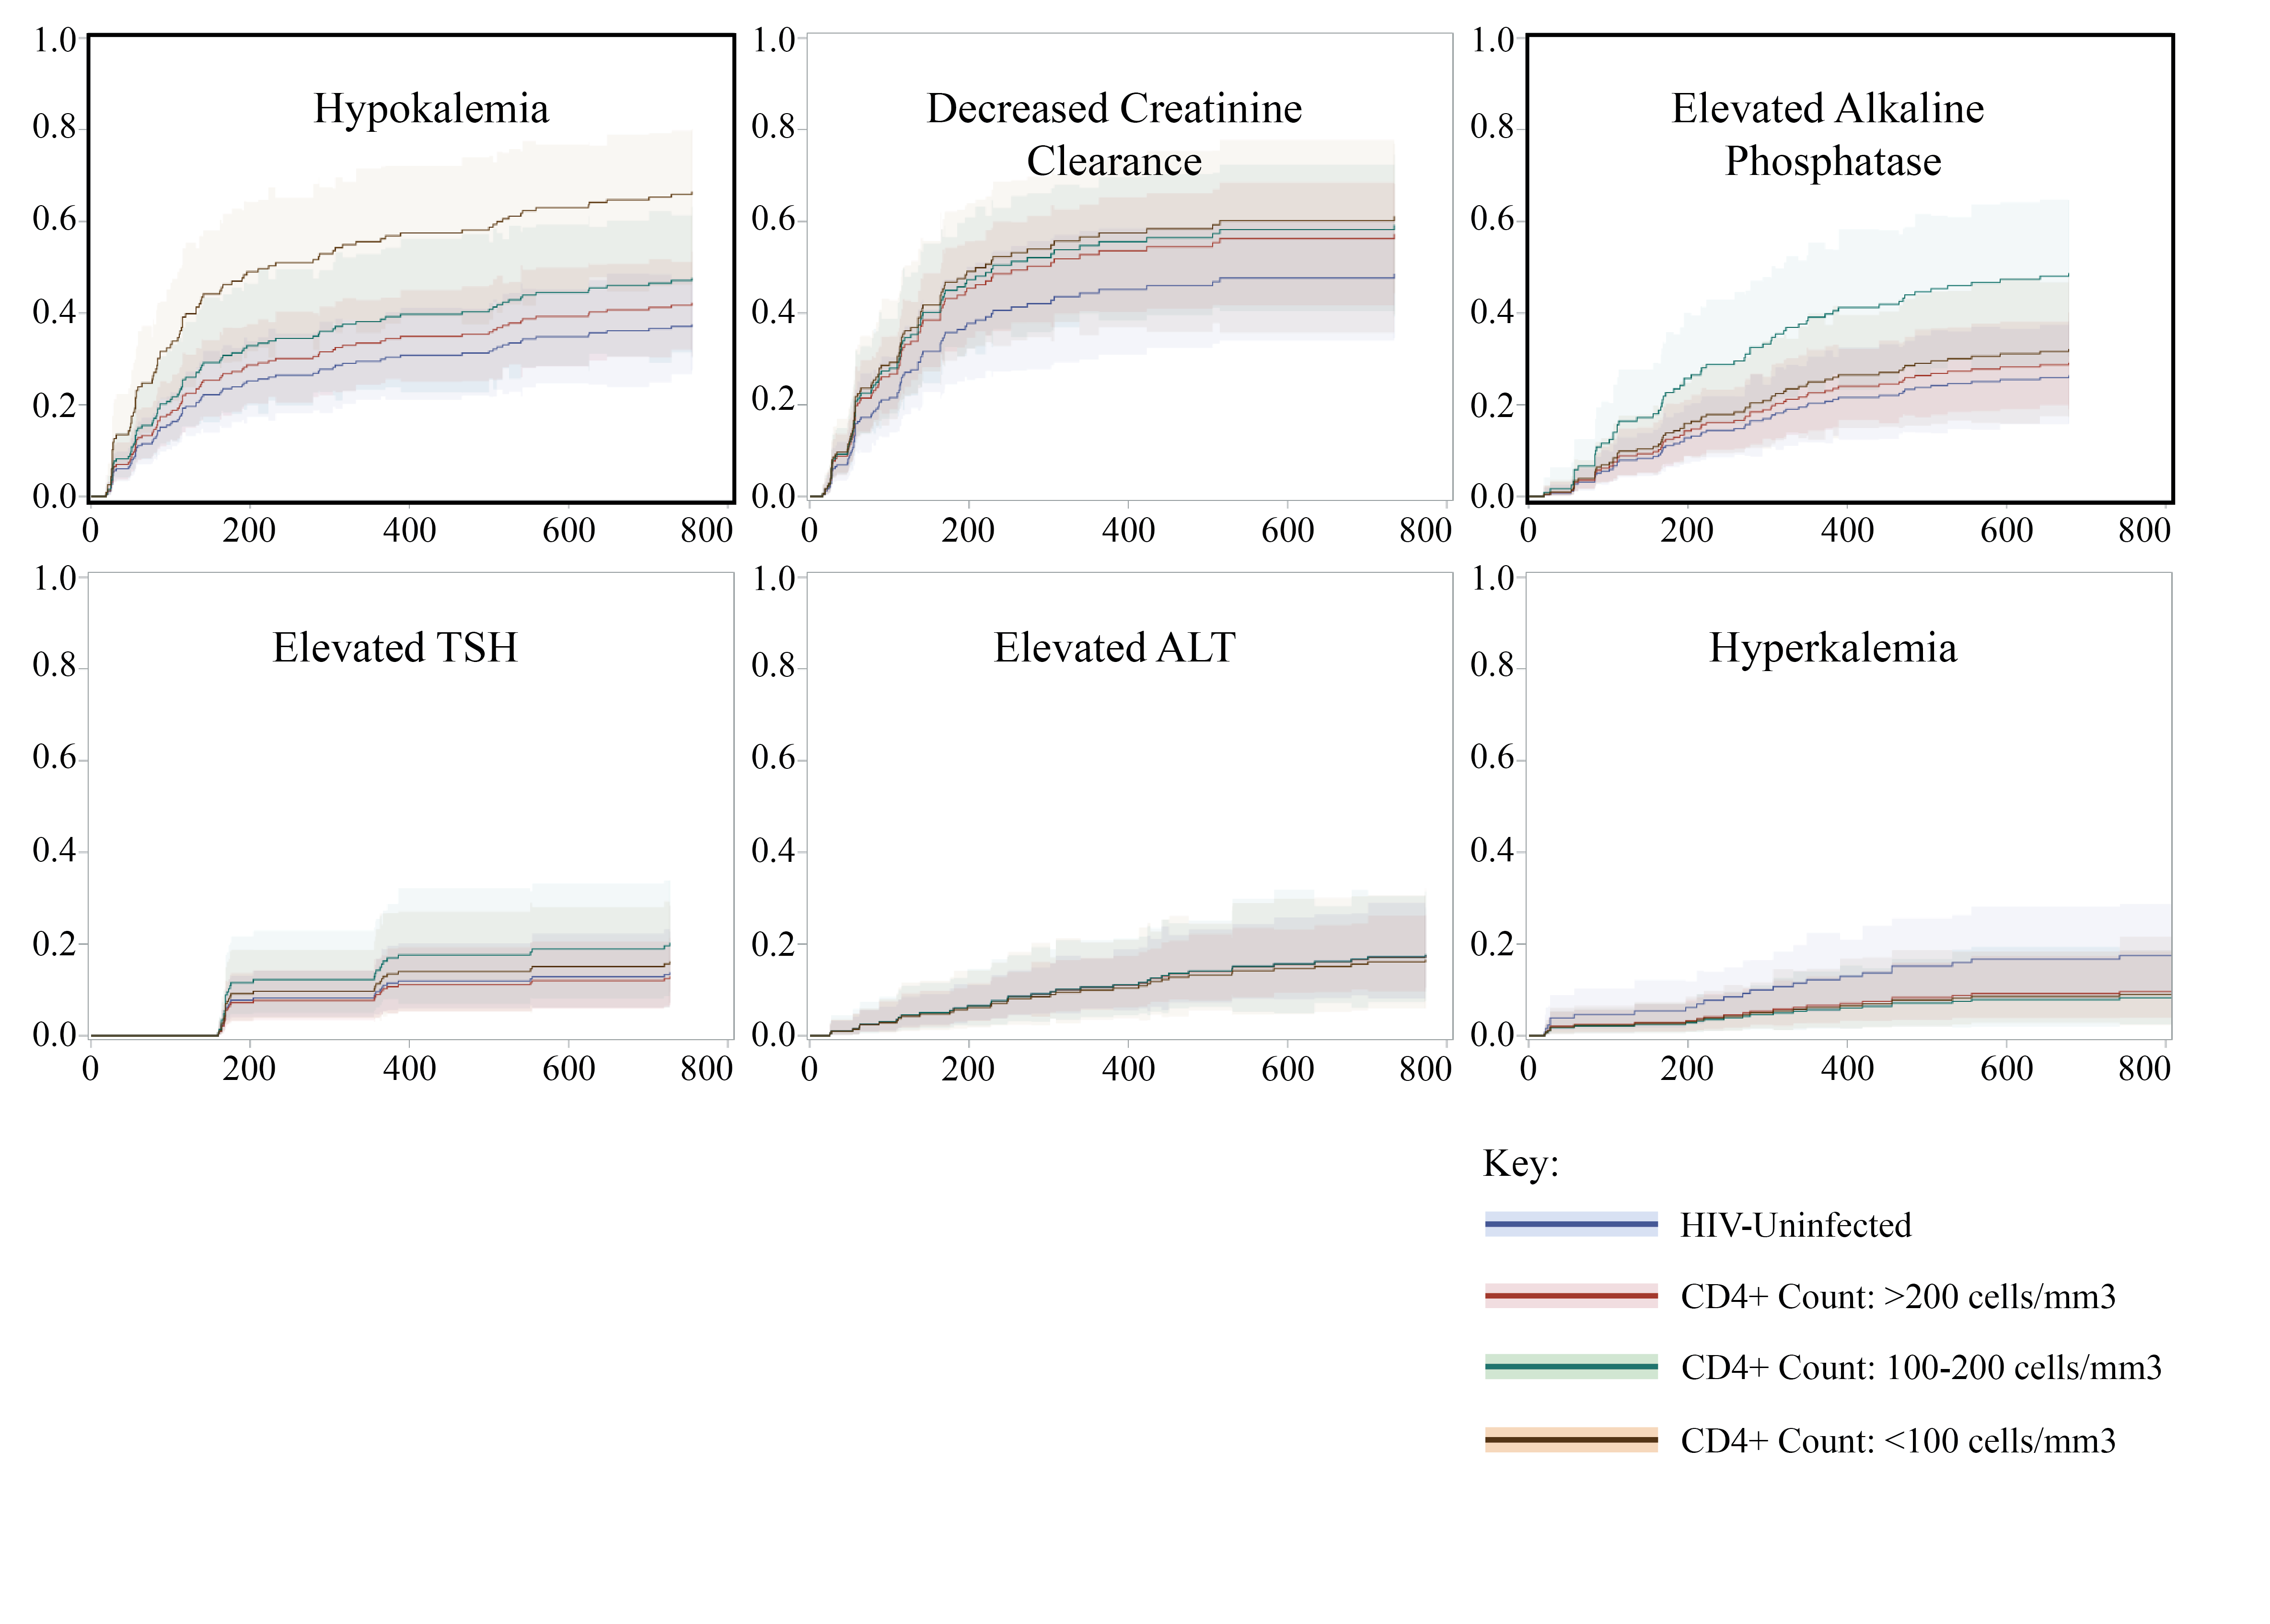 Hypokalemia
1.0
0.8
0.6
0.4
0.2
0.0
0 200 400 600 800
Decreased Creatinine
Clearance
1.0
0.8
0.6
0.4
0.2
0.0
0 200 400 600 800
Elevated Alkaline
Phosphatase
1.0
0.8
0.6
0.4
0.2
0.0
0 200 400 600 800
Elevated TSH
1.0
0.8
0.6
0.4
0.2
0.0
0 200 400 600 800
Elevated ALT
1.0
0.8
0.6
0.4
0.2
0.0
0 200 400 600 800
Hyperkalemia
1.0
0.8
0.6
0.4
0.2
0.0
0 200 400 600 800
Key:
HIV-Uninfected
CD4+ Count: >200 cells/mm3
CD4+ Count: 100-200 cells/mm3
CD4+ Count: <100 cells/mm3